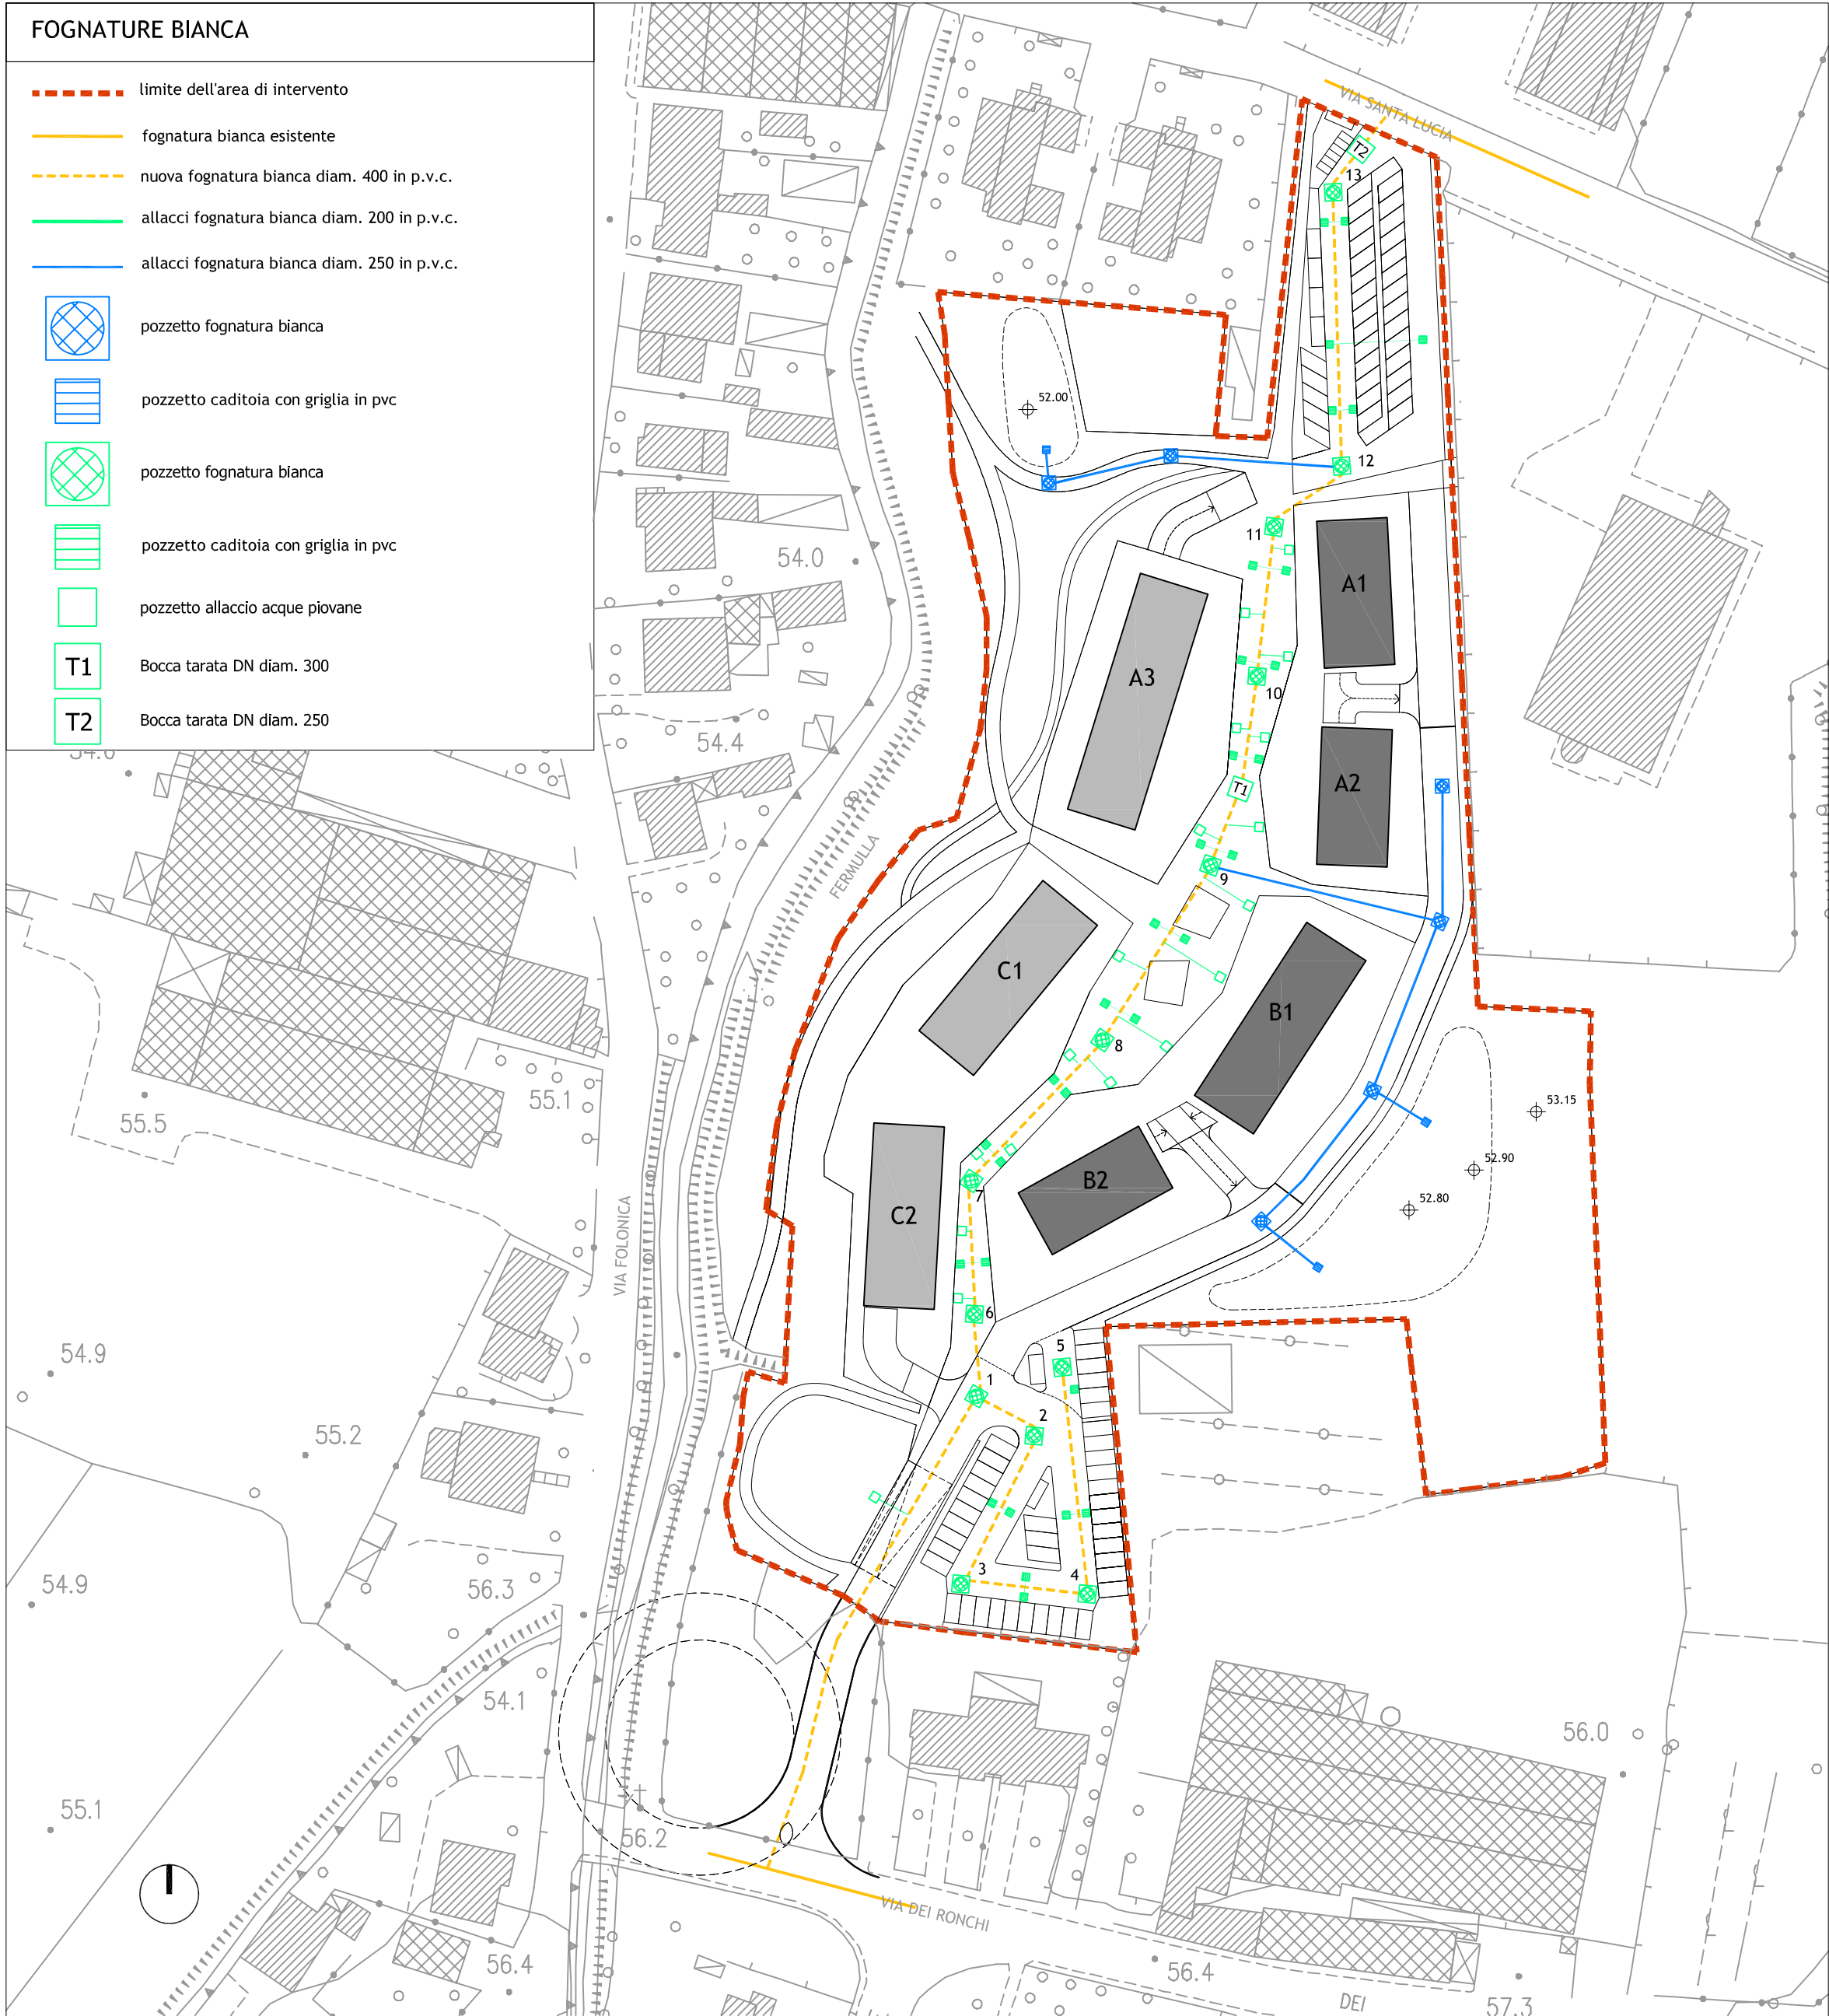 FOGNATURE BIANCA
limite dell'area di intervento
fognatura bianca esistente
nuova fognatura bianca diam. 400 in p.v.c.
allacci fognatura bianca diam. 200 in p.v.c.
allacci fognatura bianca diam. 250 in p.v.c.
pozzetto fognatura bianca
pozzetto caditoia con griglia in pvc
pozzetto fognatura bianca
pozzetto caditoia con griglia in pvc
pozzetto allaccio acque piovane
T1 Bocca tarata DN diam. 300
T2 Bocca tarata DN diam. 250
VIA SANTA LUCIA
T2
13
52.00
12
11
54.0
A1
A3
10
54.4
A2
T1
FERMULLA
9
C1
B1
8
55.1
55.5
53.15
52.90
B2
7
52.80
C2
VIA FOLONICA
6
54.9
5
1
2
55.2
3
4
54.9
56.3
54.1
56.0
55.1
56.2
VIA DEI RONCHI
56.4
56.4
DEI
57.3